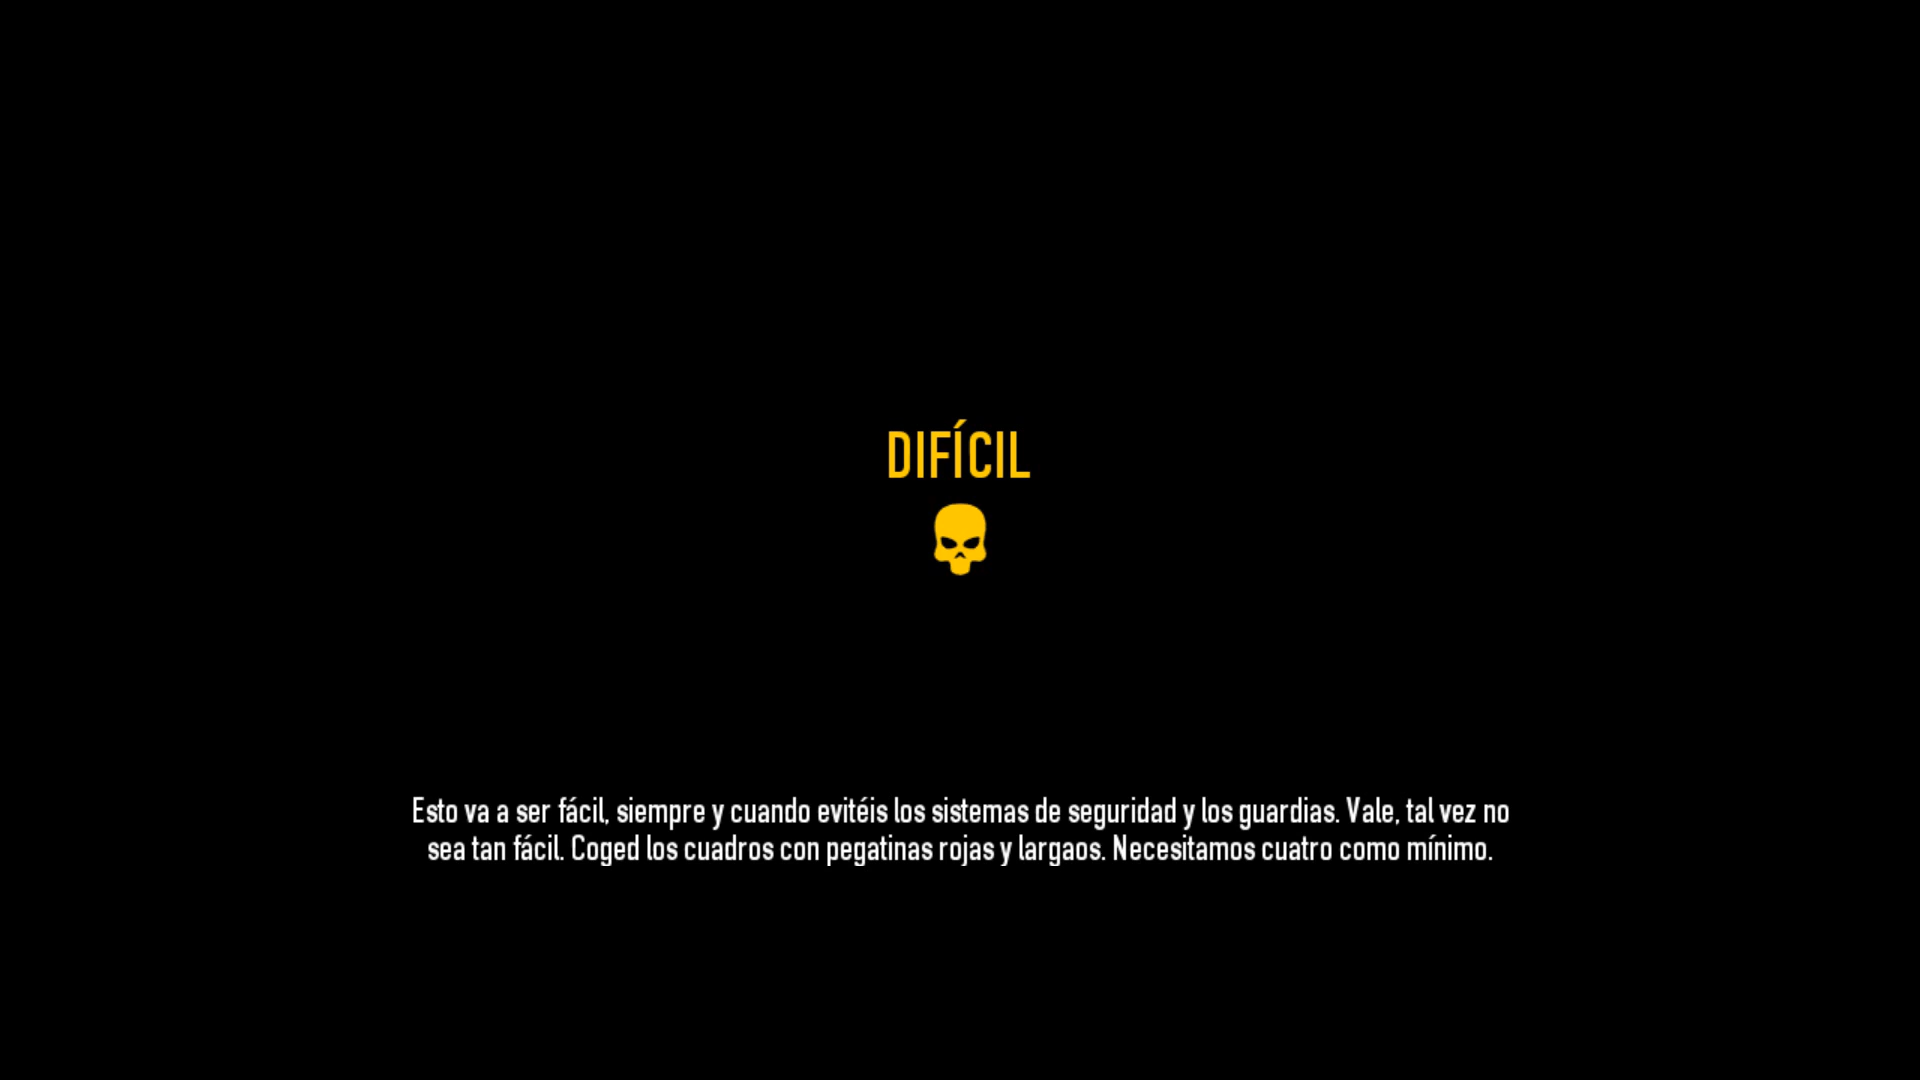 DIFÍCIL
Esto va a ser fácil, siempre y cuando evitéis los sistemas de seguridad y los guardias. Vale, tal vez no
sea tan fácil. Coged los cuadros con pegatinas rojas y largaos. Necesitamos cuatro como mínimo.